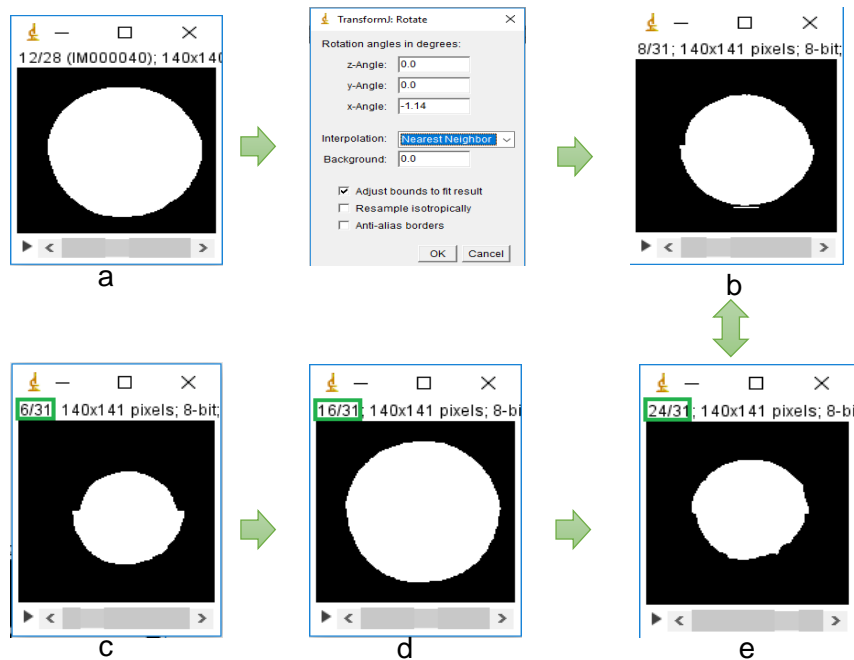 12/28 (IM000040); 140x140
TransformJ: Rotate
Rotation angles in degrees:
z-Angle: 0.0
y-Angle: 0.0
x-Angle: -1.14
Interpolation: Nearest Neighbor
Background: 0.0
Adjust bounds to fit result
Resample isotropically
Anti-alias borders
OK Cancel
8/31; 140x141 pixels; 8-bit;
a
b
6/31 140x141 pixels; 8-bit;
16/31; 140x141 pixels; 8-bi
24/31; 140x141 pixels; 8-bi
c
d
e